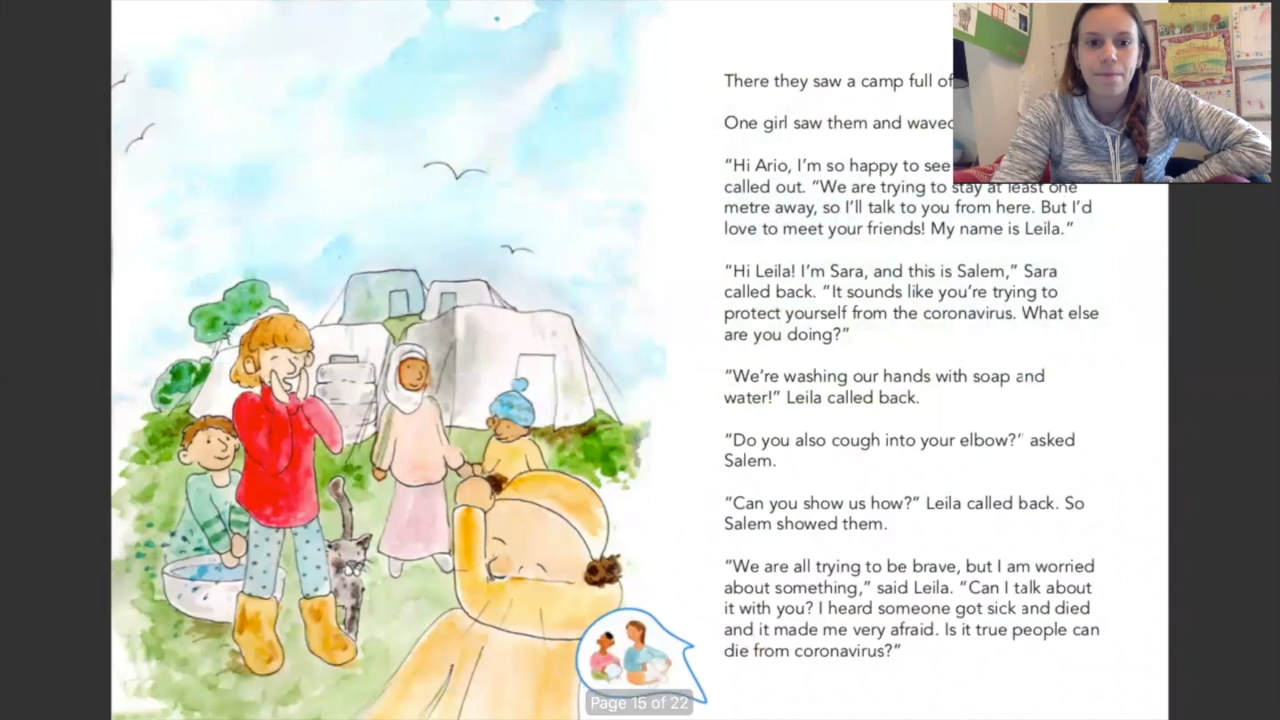 There they saw a camp full of
One girl saw them and waved
“Hi Ario, I’m so happy to see
called out. “We are trying to stay at least one
metre away, so I’ll talk to you from here. But I’d
love to meet your friends! My name is Leila.”
“Hi Leila! I’m Sara, and this is Salem,” Sara
called back. “It sounds like you’re trying to
protect yourself from the coronavirus. What else
are you doing?”
“We’re washing our hands with soap and
water!” Leila called back.
“Do you also cough into your elbow?” asked
Salem.
“Can you show us how?” Leila called back. So
Salem showed them.
“We are all trying to be brave, but I am worried
about something,” said Leila. “Can I talk about
it with you? I heard someone got sick and died
and it made me very afraid. Is it true people can
die from coronavirus?”
Page 15 of 22